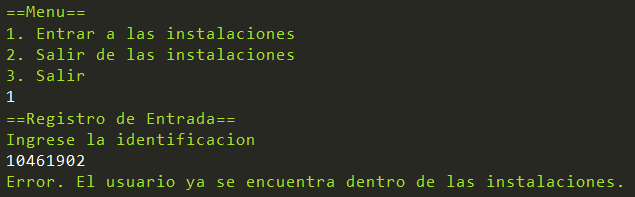 ==Menu==
1. Entrar a las instalaciones
2. Salir de las instalaciones
3. Salir
1
==Registro de Entrada==
Ingrese la identificacion
10461902
Error. El usuario ya se encuentra dentro de las instalaciones.